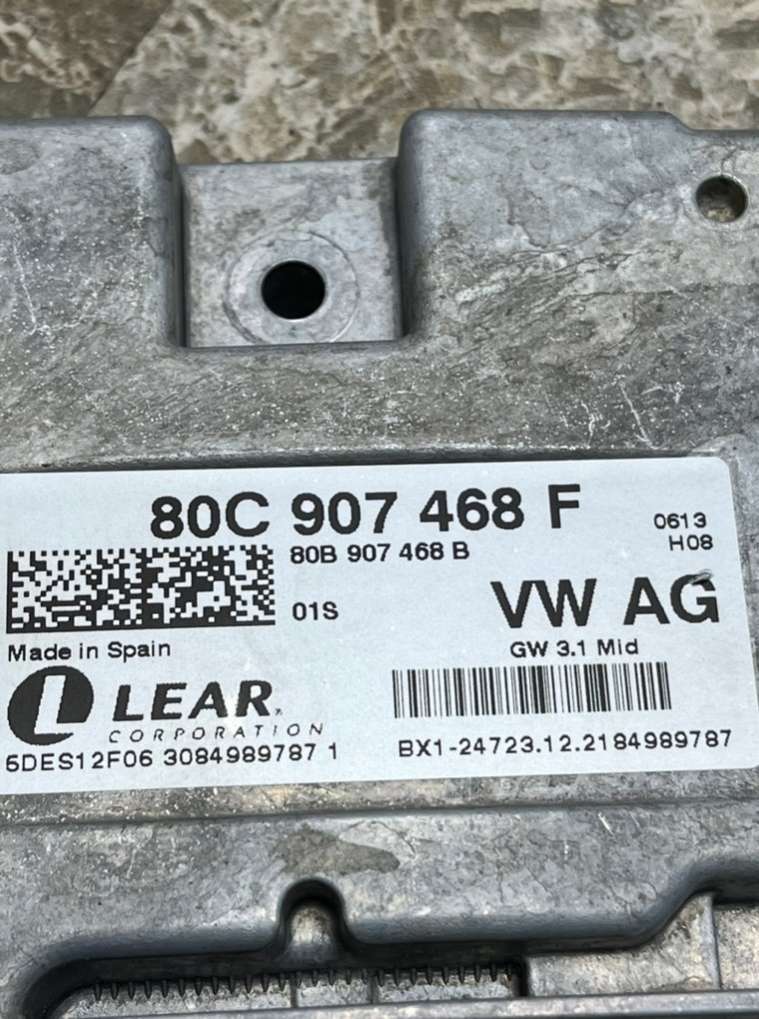 80C 907 468 F
0613
80B 907 468 B
H08
01S
VW AG
Made in Spain
GW 3.1 Mid
LEAR
CORPORATION
6DES12F06 3084989787 1
BX1-24723.12.2184989787